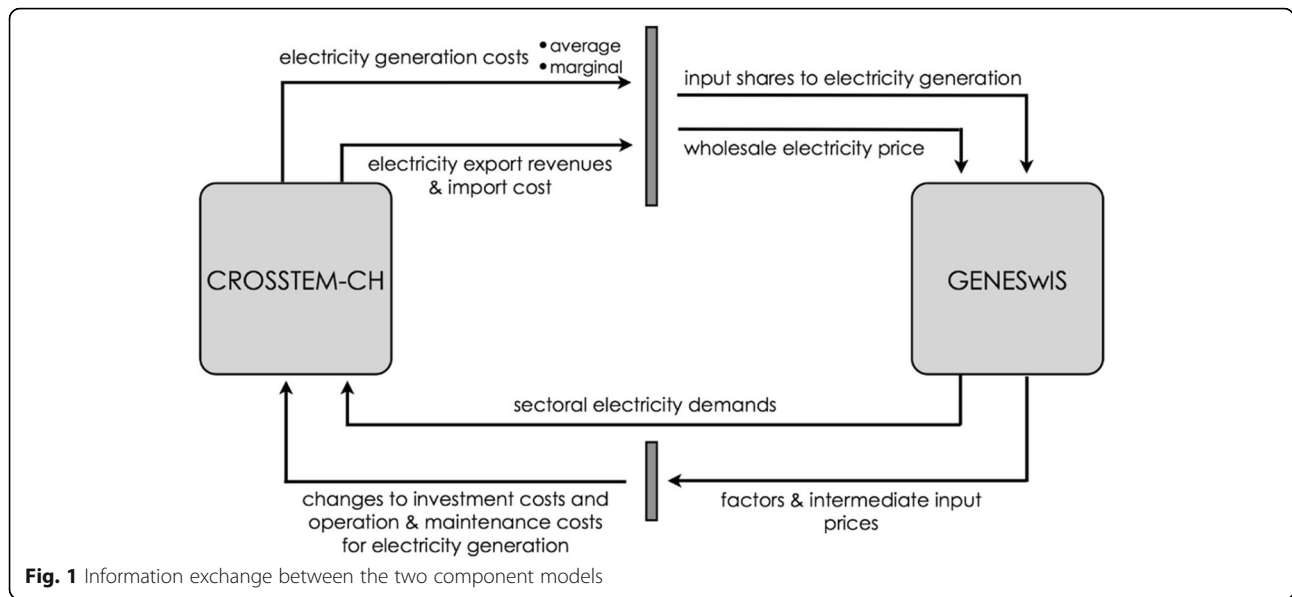 electricity generation costs
• average
• marginal
input shares to electricity generation
electricity export revenues
& import cost
wholesale electricity price
CROSSTEM-CH
GENESwIS
sectoral electricity demands
changes to investment costs and
operation & maintenance costs
for electricity generation
factors & intermediate input
prices
Fig. 1 Information exchange between the two component models